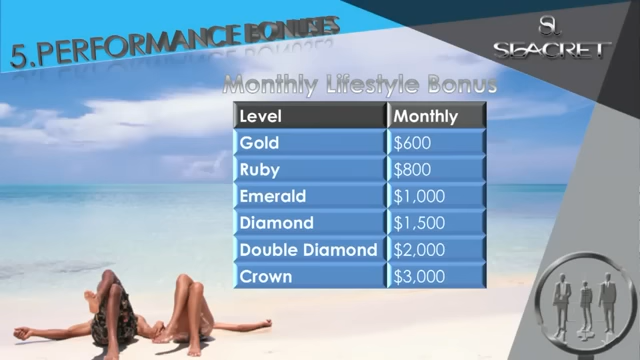 5.PERFORMANCE BONUSES
SEACRET
Monthly Lifestyle Bonus
Level Monthly
Gold $600
Ruby $800
Emerald $1,000
Diamond $1,500
Double Diamond $2,000
Crown $3,000